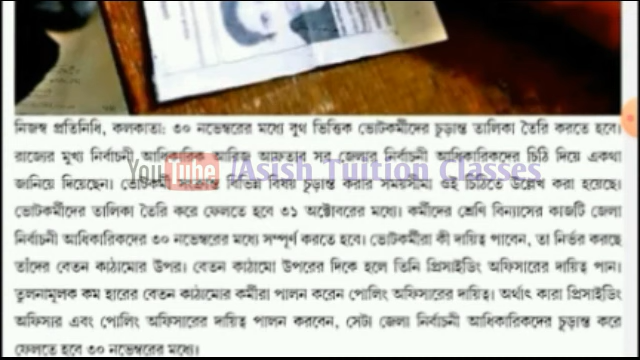 নিজস্ব প্রতিনিধি, কলকাতা: ৩০ নভেম্বরের মধ্যে বুথ ভিত্তিক ভোটকর্মীদের চূড়ান্ত তালিকা তৈরি করতে হবে।
রাজ্যের মুখ্য নির্বাচনী আধিকারিক আরিজ আফতাব সব জেলার নির্বাচনী আধিকারিকদের চিঠি দিয়ে একথা
YouTube /Asish Tuition Classes
জানিয়ে দিয়েছেন। ভোটকর্মী সংক্রান্ত বিভিন্ন বিষয় চূড়ান্ত করার সময়সীমা ওই চিঠিতে উল্লেখ করা হয়েছে।
ভোটকর্মীদের তালিকা তৈরি করে ফেলতে হবে ৩১ অক্টোবরের মধ্যে। কর্মীদের শ্রেণি বিন্যাসের কাজটি জেলা
নির্বাচনী আধিকারিকদের ৩০ নভেম্বরের মধ্যে সম্পূর্ণ করতে হবে। ভোটকর্মীরা কী দায়িত্ব পাবেন, তা নির্ভর করছে
তাঁদের বেতন কাঠামোর উপর। বেতন কাঠামো উপরের দিকে হলে তিনি প্রিসাইডিং অফিসারের দায়িত্ব পান।
তুলনামূলক কম হারের বেতন কাঠামোর কর্মীরা পালন করেন পোলিং অফিসারের দায়িত্ব। অর্থাৎ কারা প্রিসাইডিং
অফিসার এবং পোলিং অফিসারের দায়িত্ব পালন করবেন, সেটা জেলা নির্বাচনী আধিকারিকদের চূড়ান্ত করে
ফেলতে হবে ৩০ নভেম্বরের মধ্যে।